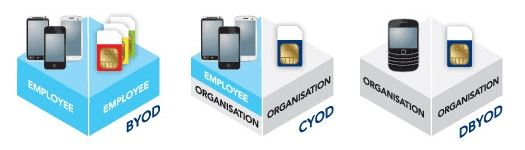 EMPLOYEE
EMPLOYEE
BYOD
EMPLOYEE
ORGANISATION
ORGANISATION
CYOD
ORGANISATION
ORGANISATION
DBYOD